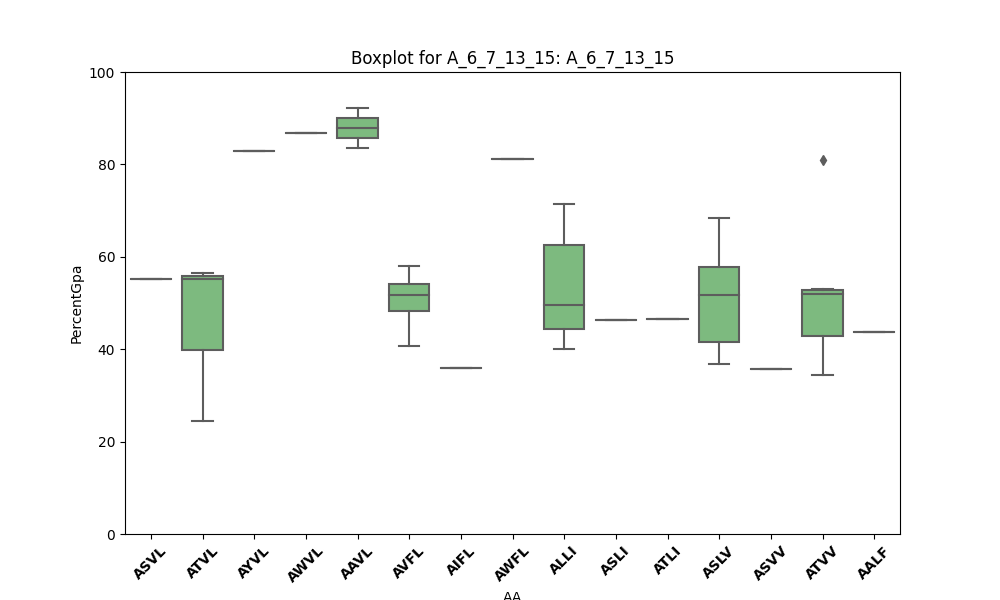 Boxplot for A_6_7_13_15: A_6_7_13_15
100
80
60
40
20
0
PercentGpa
ASVL
ATVL
AYVL
AWVL
AAVL
AVFL
AIFL
AWFL
ALLI
ASLI
ATLI
ASLV
ASVV
ATVV
AALF
AA